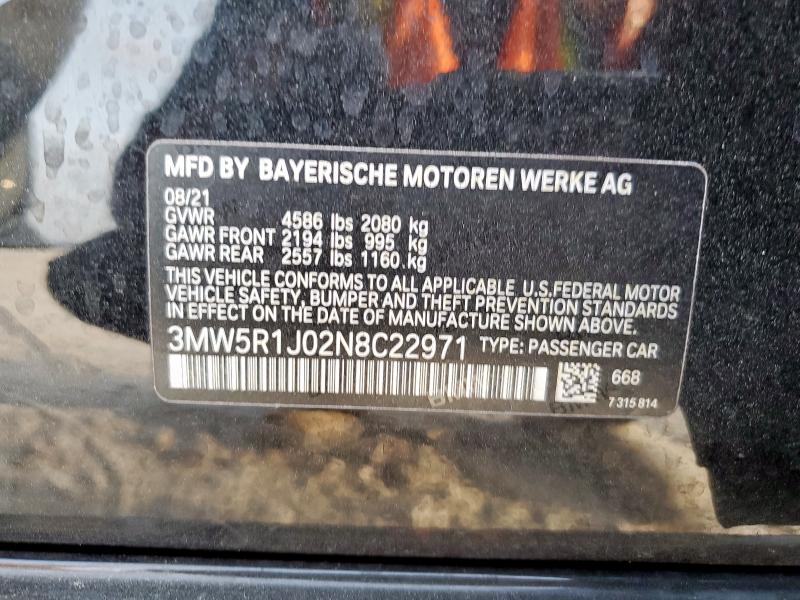 MFD BY BAYERISCHE MOTOREN WERKE AG
08/21
GVWR 4586 lbs 2080 kg
GAWR FRONT 2194 lbs 995 kg
GAWR REAR 2557 lbs 1160 kg
THIS VEHICLE CONFORMS TO ALL APPLICABLE U.S.FEDERAL MOTOR
VEHICLE SAFETY, BUMPER AND THEFT PREVENTION STANDARDS
IN EFFECT ON THE DATE OF MANUFACTURE SHOWN ABOVE.
3MW5R1J02N8C22971 TYPE: PASSENGER CAR
668
7 315 814